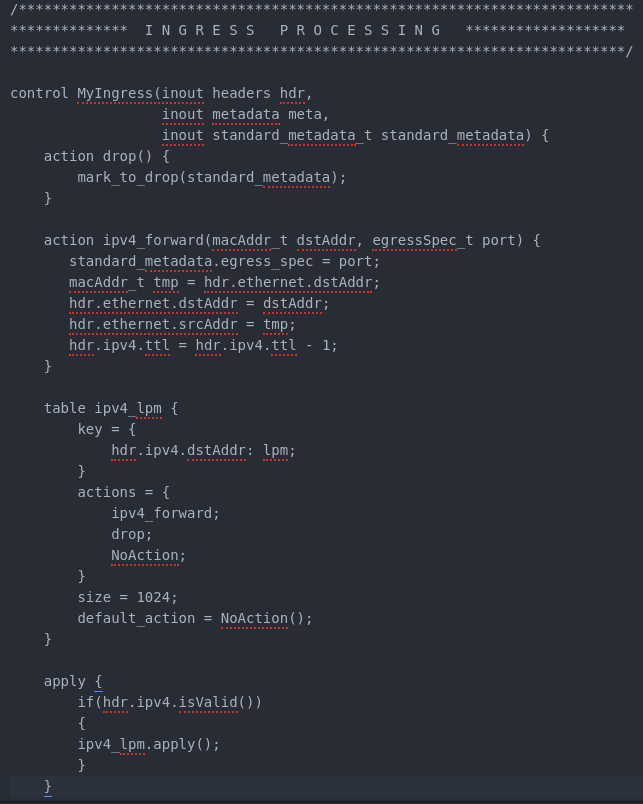 /*************************************************************************
**************  I N G R E S S   P R O C E S S I N G   *******************
*************************************************************************/

control MyIngress(inout headers hdr,
                  inout metadata meta,
                  inout standard_metadata_t standard_metadata) {
    action drop() {
        mark_to_drop(standard_metadata);
    }

    action ipv4_forward(macAddr_t dstAddr, egressSpec_t port) {
       standard_metadata.egress_spec = port;
       macAddr_t tmp = hdr.ethernet.dstAddr;
       hdr.ethernet.dstAddr = dstAddr;
       hdr.ethernet.srcAddr = tmp;
       hdr.ipv4.ttl = hdr.ipv4.ttl - 1;
    }

    table ipv4_lpm {
        key = {
            hdr.ipv4.dstAddr: lpm;
        }
        actions = {
            ipv4_forward;
            drop;
            NoAction;
        }
        size = 1024;
        default_action = NoAction();
    }

    apply {
        if(hdr.ipv4.isValid())
        {
        ipv4_lpm.apply();
        }
    }